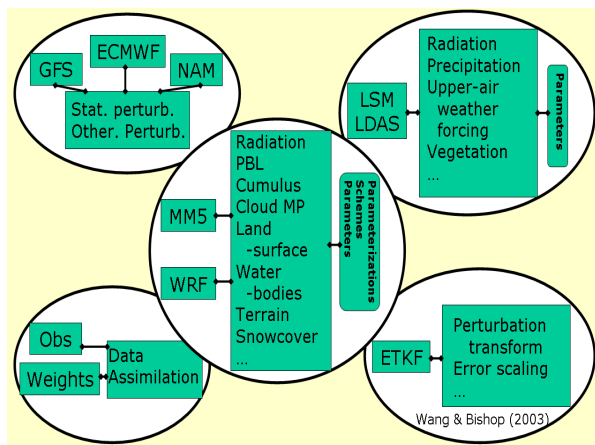 ECMWF
GFS
NAM
Stat. perturb.
Other. Perturb.
LSM
LDAS
Radiation
Precipitation
Upper-air
weather
forcing
Vegetation
...
Parameters
MM5
WRF
Radiation
PBL
Cumulus
Cloud MP
Land
-surface
Water
-bodies
Terrain
Snowcover
...
Parameterizations
Schemes
Parameters
Obs
Weights
Data
Assimilation
ETKF
Perturbation
transform
Error scaling
...
Wang & Bishop (2003)